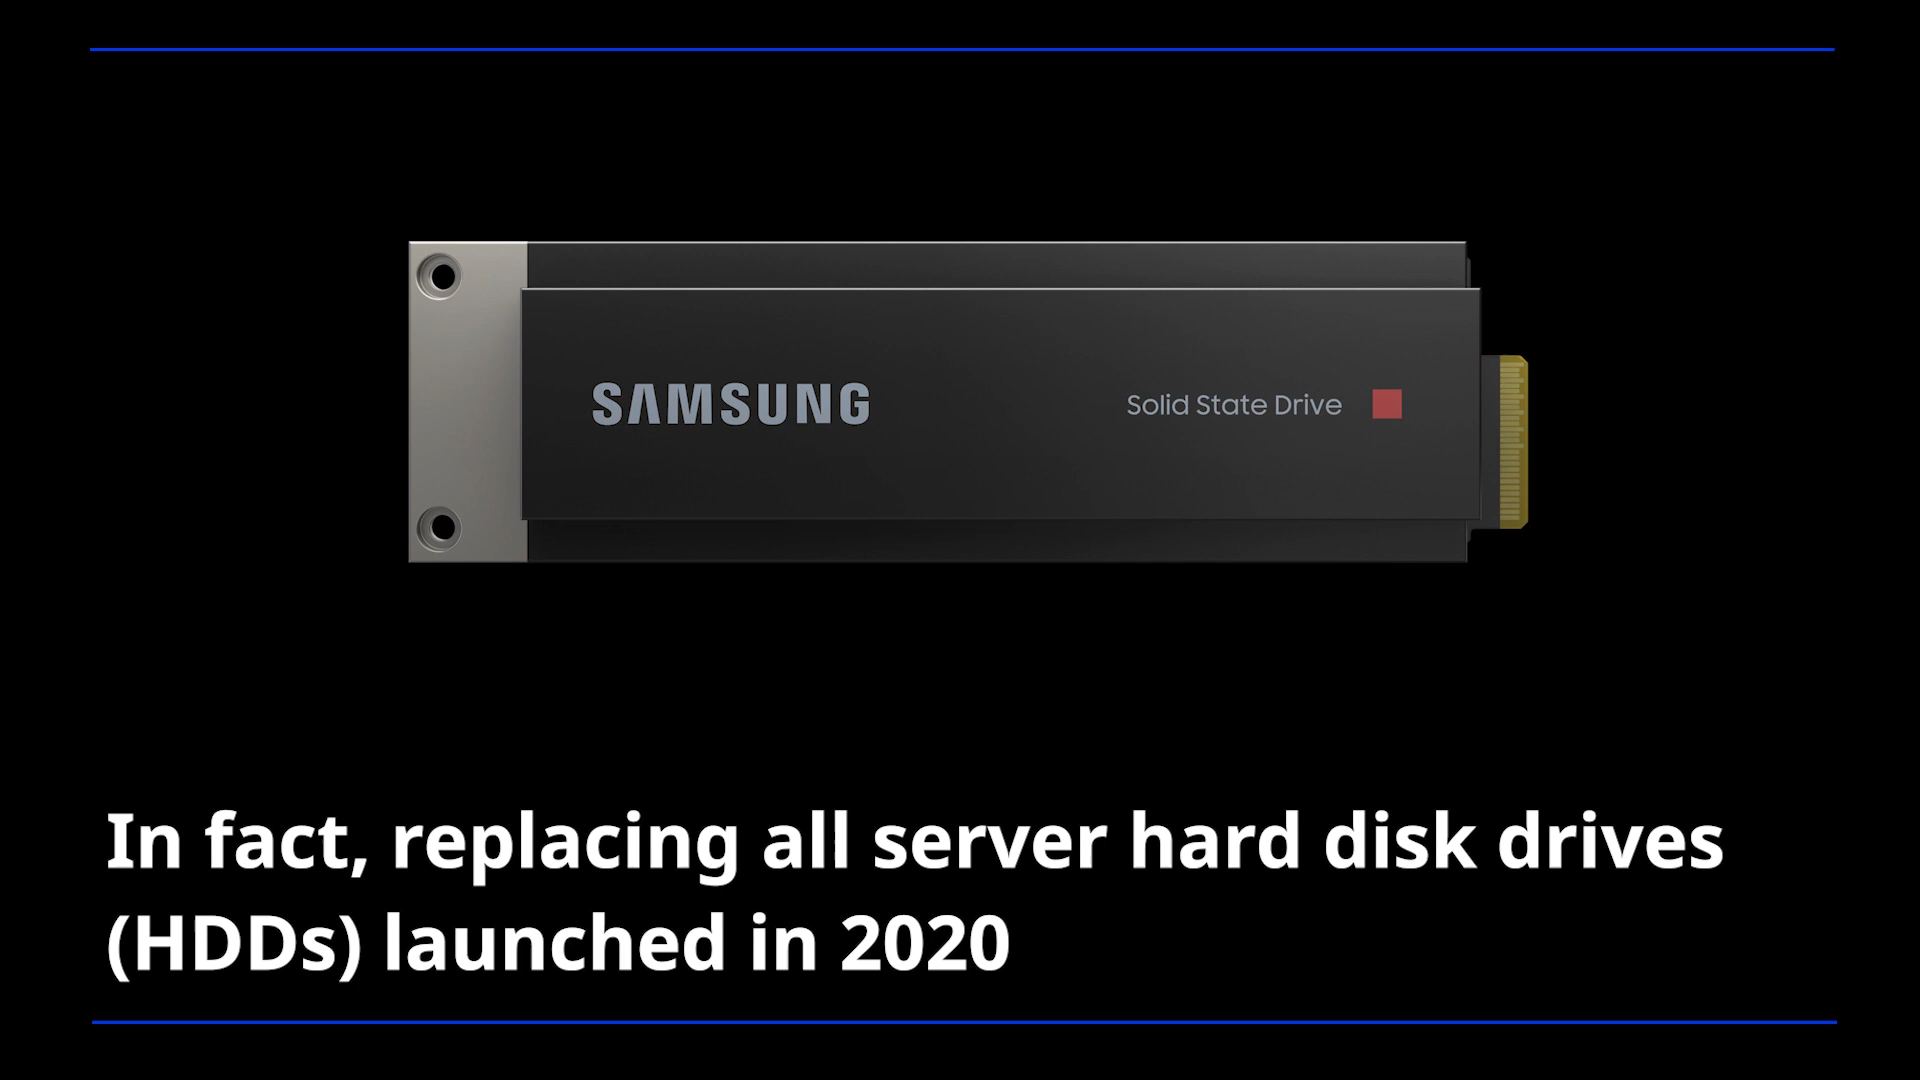 SAMSUNG
Solid State Drive
In fact, replacing all server hard disk drives
(HDDs) launched in 2020